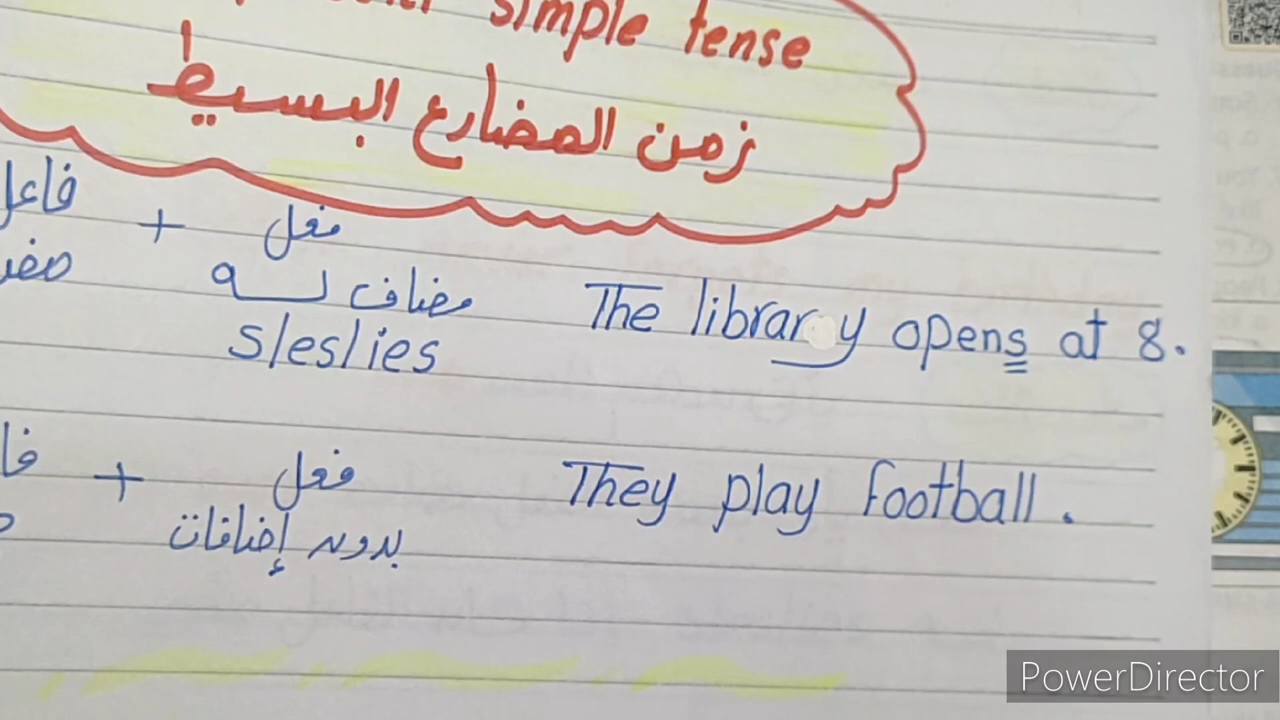 simple tense
زمن المضارع البسيط
فاعل + فعل
مضاف له
s/es/ies
The library opens at 8.
+ فعل
بدون إضافات
They play football.
PowerDirector